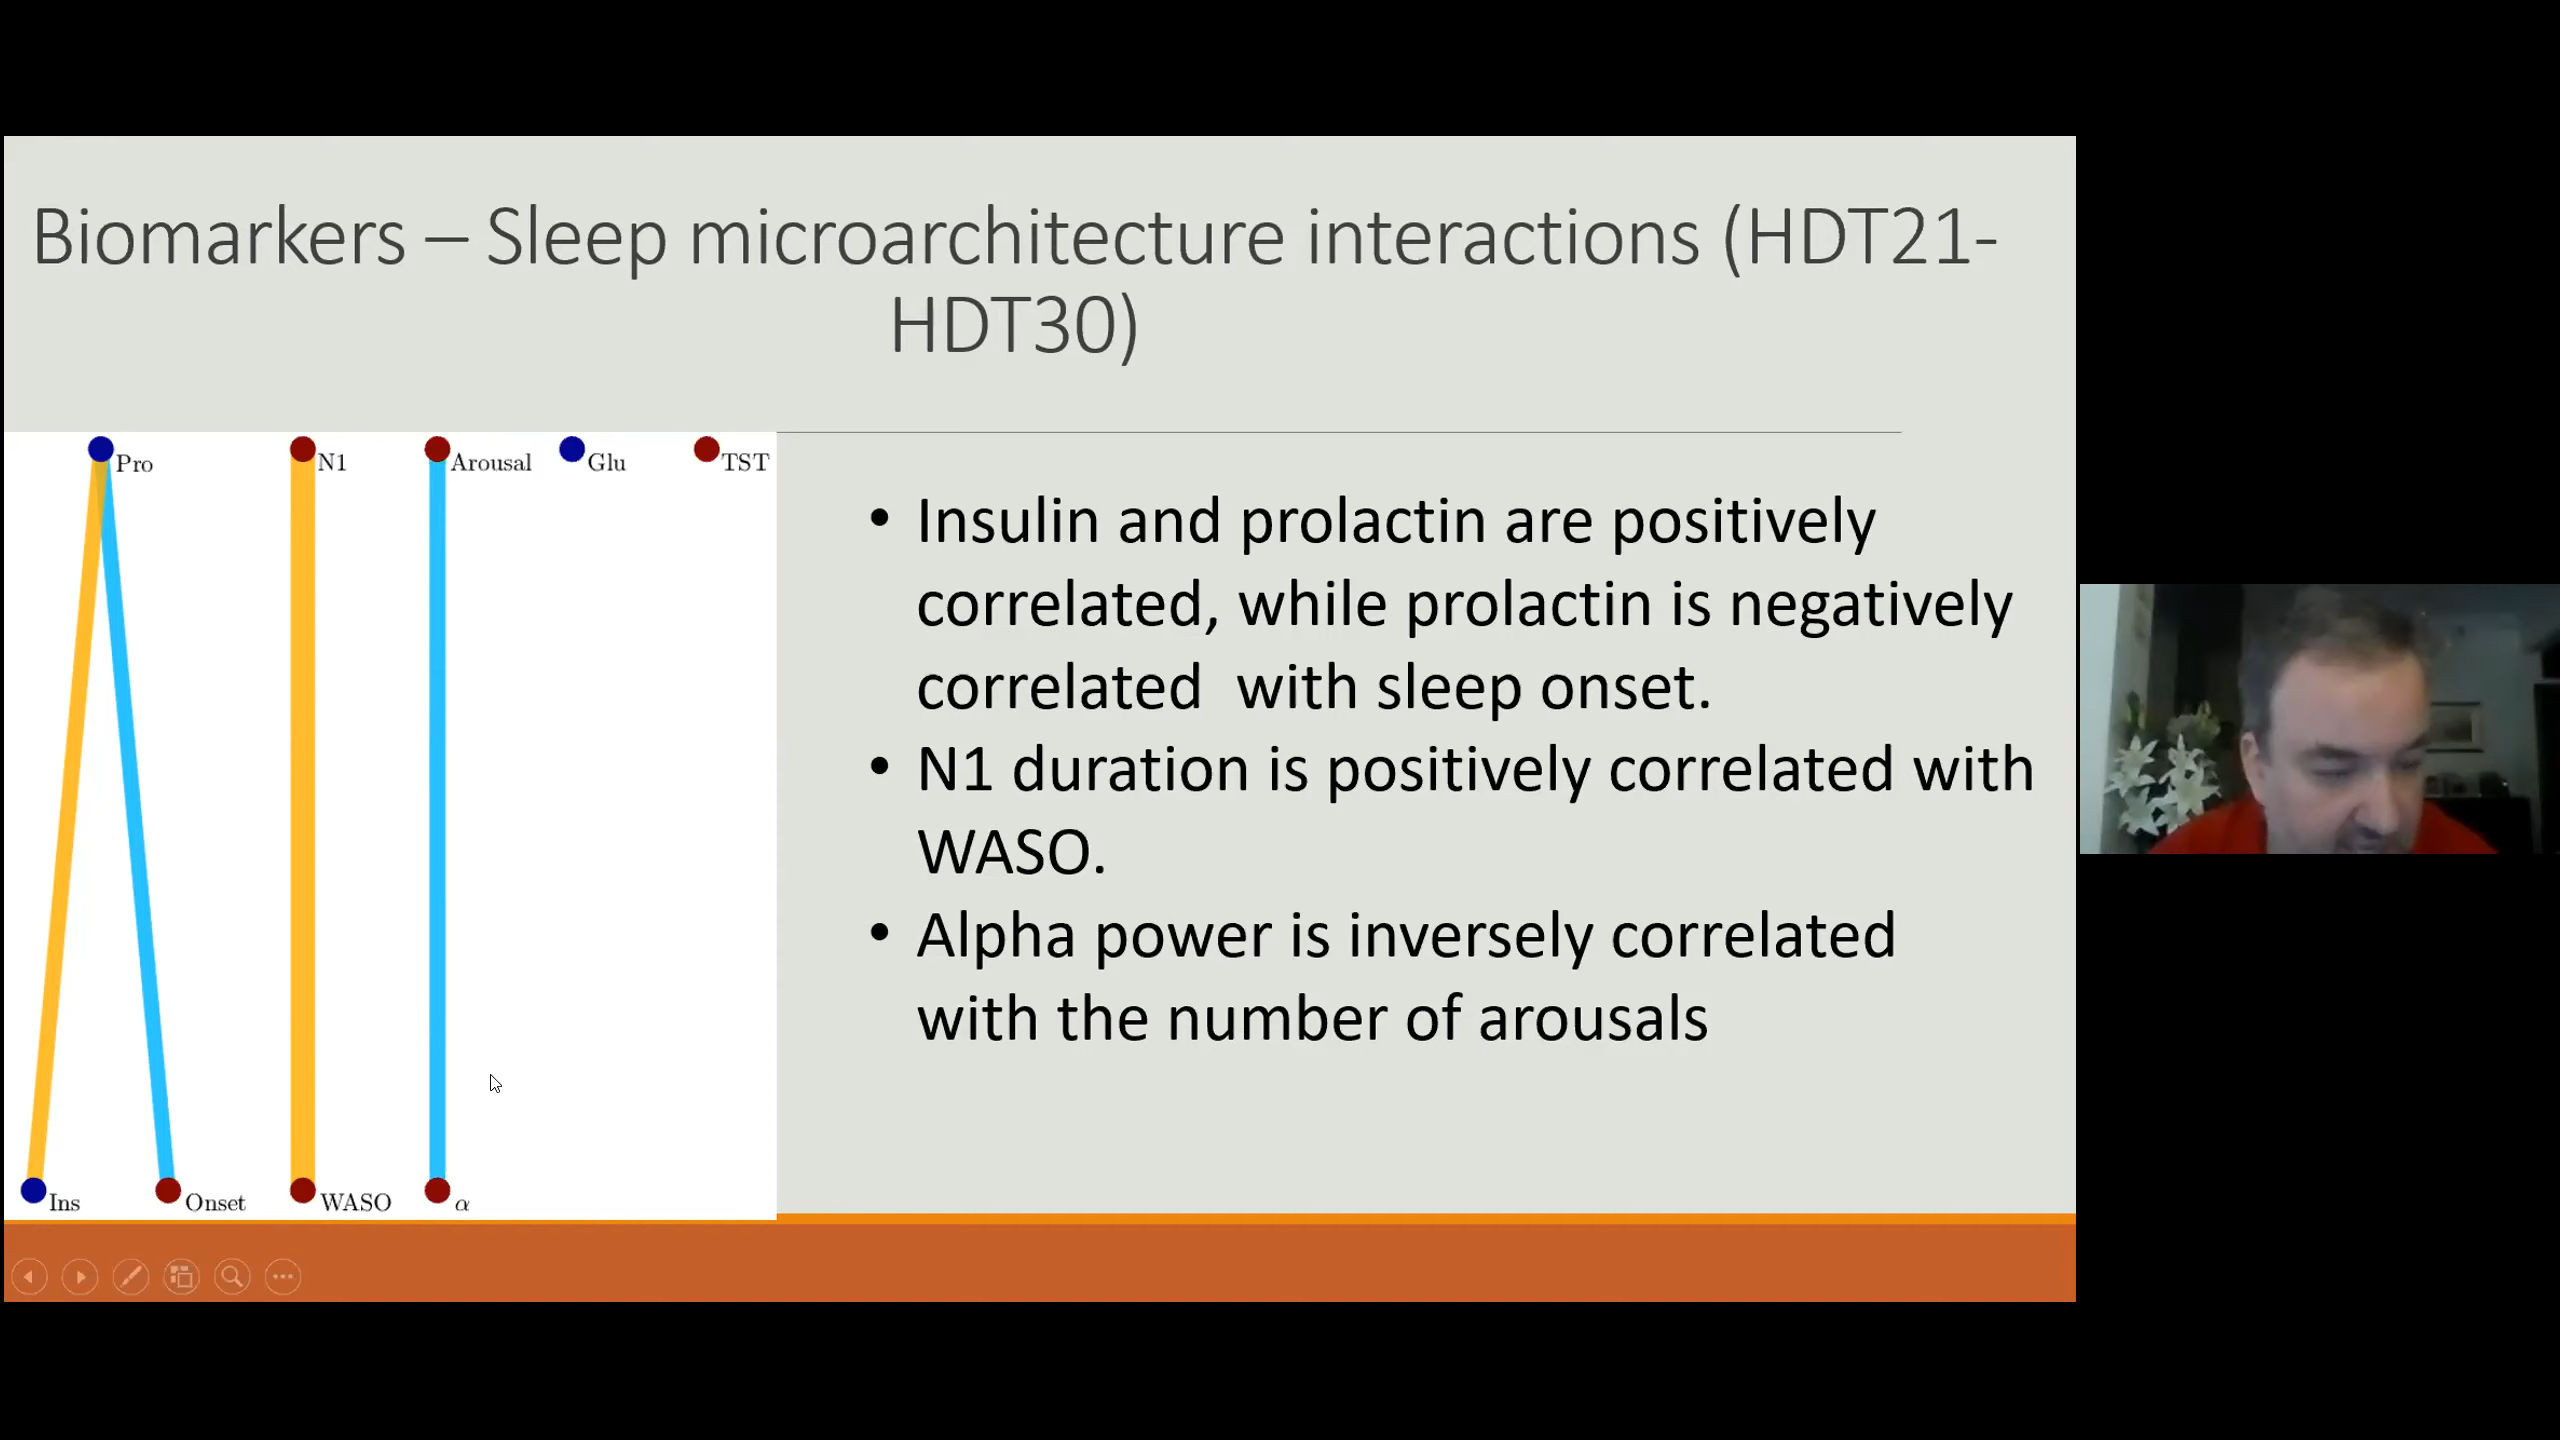 Biomarkers – Sleep microarchitecture interactions (HDT21-
HDT30)
Pro
N1
Arousal
Glu
TST
Ins
Onset
WASO
α
• Insulin and prolactin are positively
correlated, while prolactin is negatively
correlated  with sleep onset.
• N1 duration is positively correlated with
WASO.
• Alpha power is inversely correlated
with the number of arousals